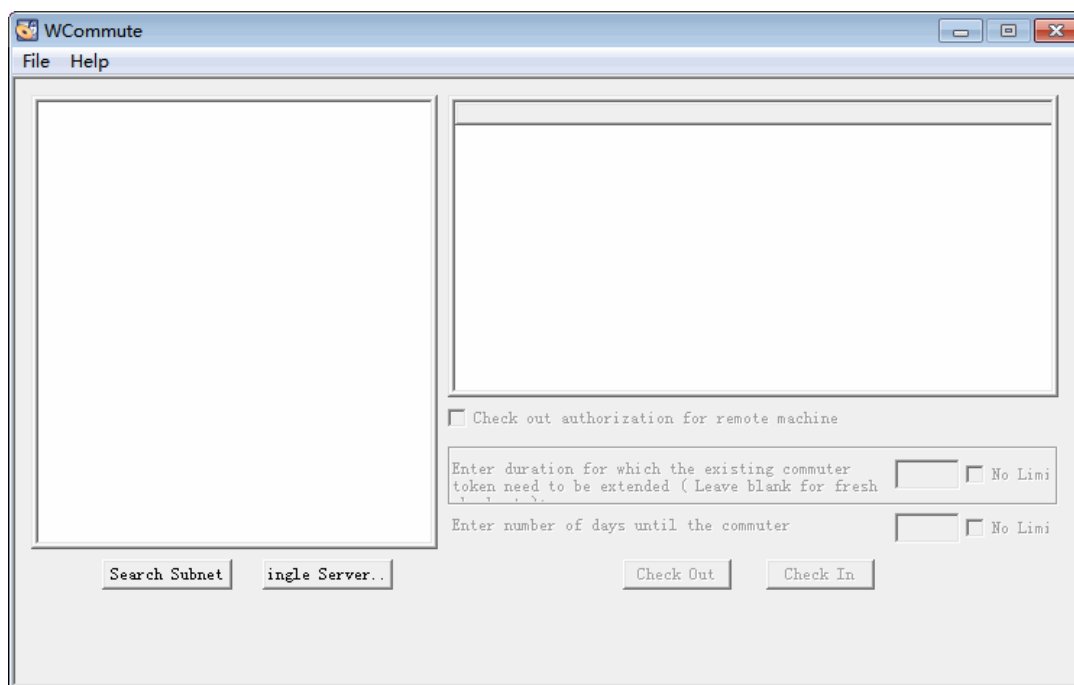 WCommute
File Help
Check out authorization for remote machine
Enter duration for which the existing commuter
token need to be extended ( Leave blank for fresh
No Limi
Enter number of days until the commuter
No Limi
Search Subnet
ingle Server..
Check Out
Check In